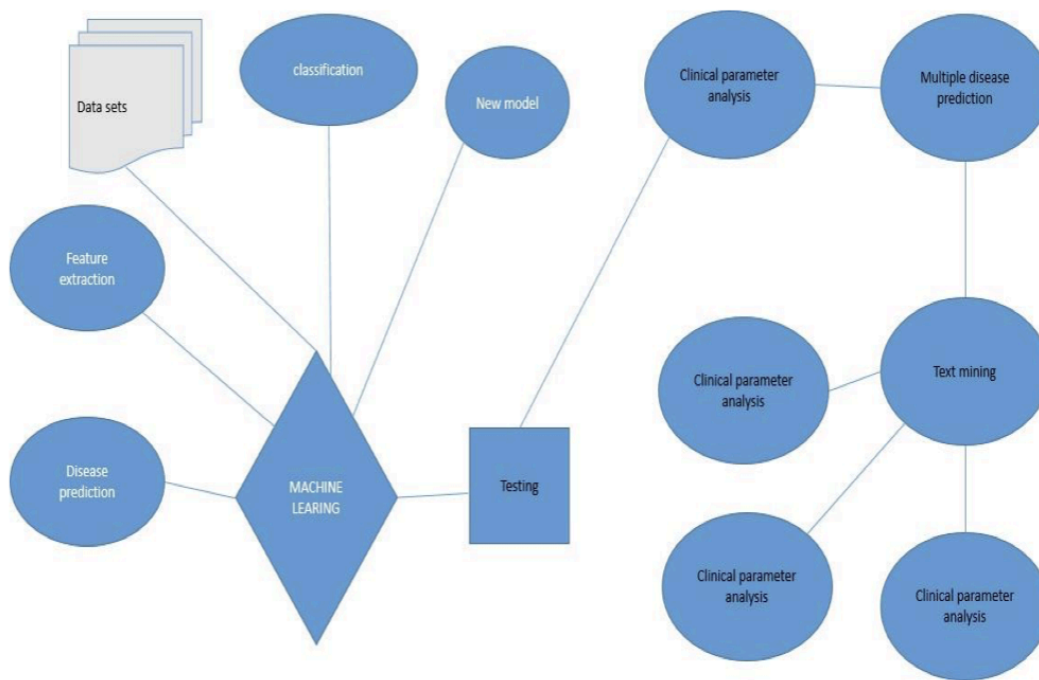 Data sets
classification
New model
Clinical parameter
analysis
Multiple disease
prediction
Feature
extraction
Clinical parameter
analysis
Text mining
Disease
prediction
MACHINE
LEARING
Testing
Clinical parameter
analysis
Clinical parameter
analysis